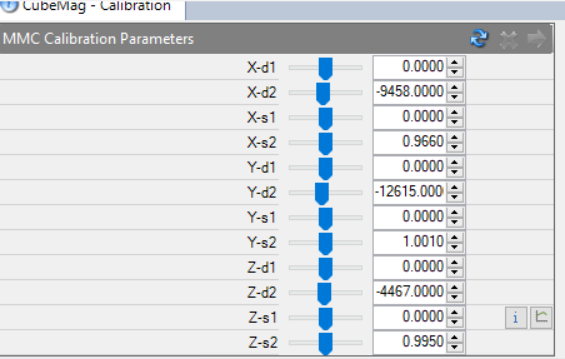 CubeMag - Calibration
MMC Calibration Parameters
X-d1 0.0000
X-d2 -9458.0000
X-s1 0.0000
X-s2 0.9660
Y-d1 0.0000
Y-d2 -12615.000
Y-s1 0.0000
Y-s2 1.0010
Z-d1 0.0000
Z-d2 -4467.0000
Z-s1 0.0000 i
Z-s2 0.9950